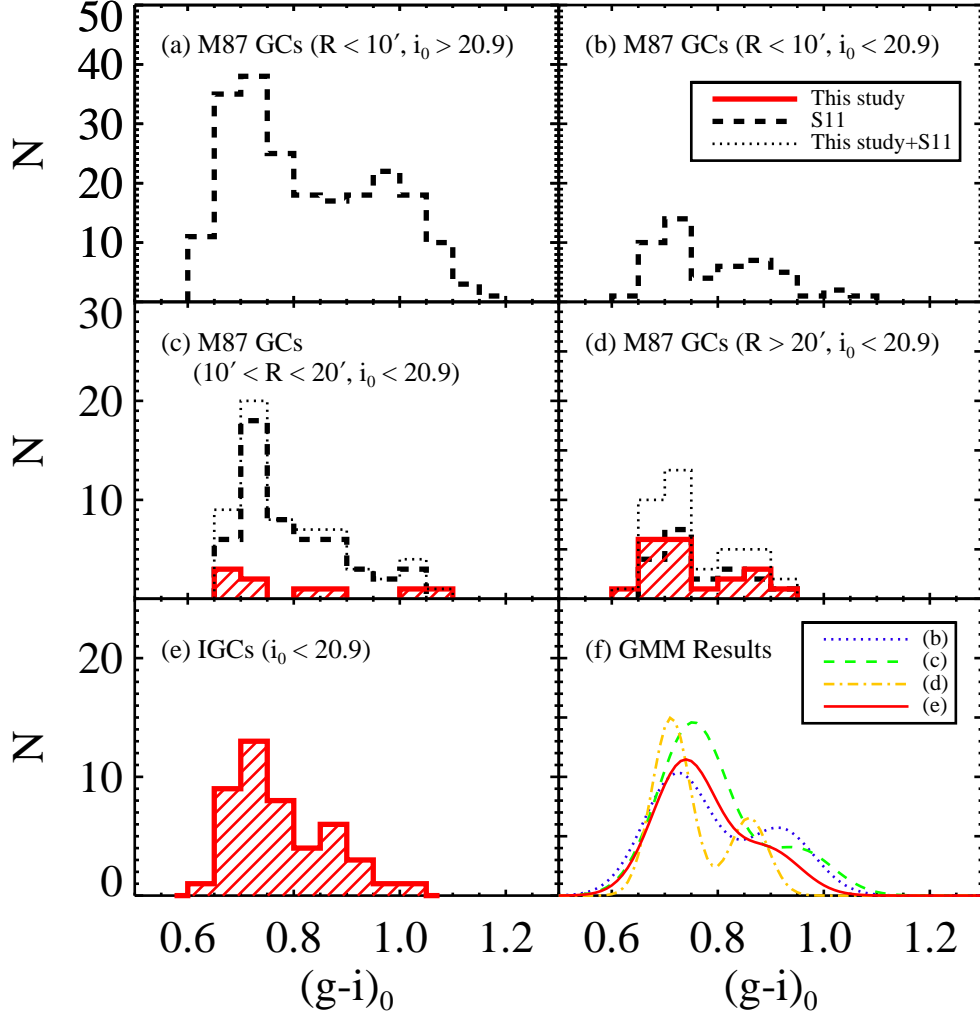 50
40
30
20
10
N
(a) M87 GCs (R < 10′, i₀ > 20.9)
(b) M87 GCs (R < 10′, i₀ < 20.9)
This study
S11
This study+S11
30
20
10
N
(c) M87 GCs
(10′ < R < 20′, i₀ < 20.9)
(d) M87 GCs (R > 20′, i₀ < 20.9)
20
10
0
N
(e) IGCs (i₀ < 20.9)
(f) GMM Results
(b)
(c)
(d)
(e)
0.6 0.8 1.0 1.2
0.6 0.8 1.0 1.2
(g-i)₀
(g-i)₀